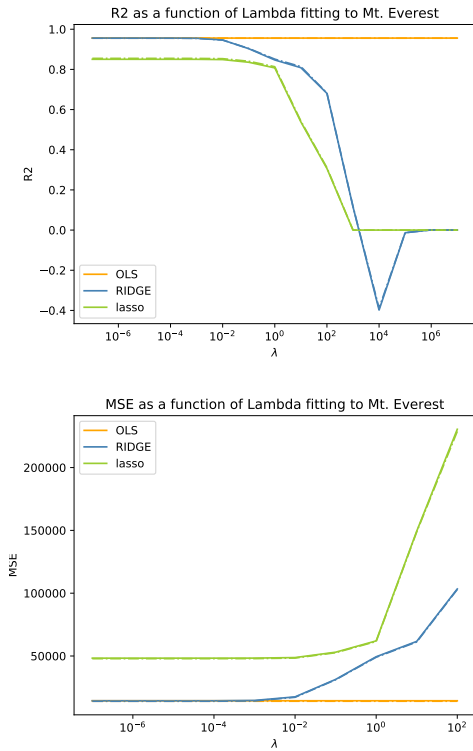 R2 as a function of Lambda fitting to Mt. Everest
1.0
0.8
0.6
0.4
0.2
0.0
−0.2
−0.4
R2
OLS
RIDGE
lasso
10⁻⁶
10⁻⁴
10⁻²
10⁰
10²
10⁴
10⁶
λ
MSE as a function of Lambda fitting to Mt. Everest
OLS
RIDGE
lasso
200000
150000
100000
50000
0
MSE
10⁻⁶
10⁻⁴
10⁻²
10⁰
10²
λ